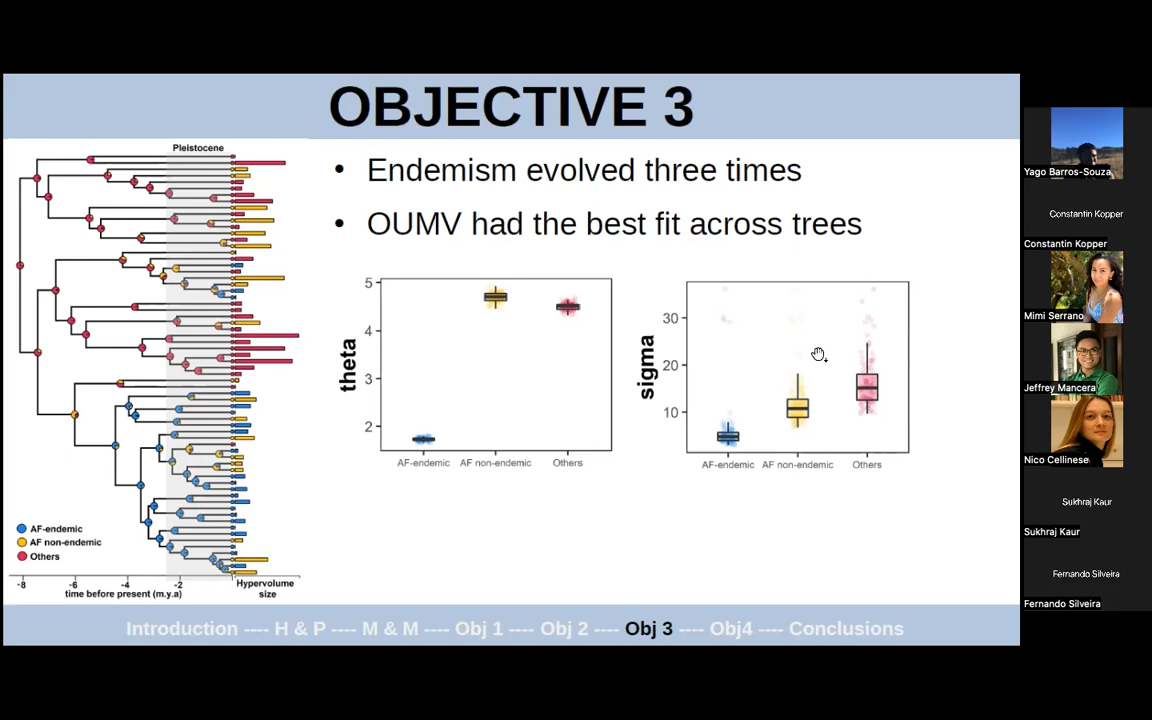 OBJECTIVE 3
Pleistocene
• Endemism evolved three times
• OUMV had the best fit across trees
5
4
3
2
theta
AF-endemic AF non-endemic Others
30
20
10
sigma
AF-endemic AF non-endemic Others
AF-endemic
AF non-endemic
Others
-8 -6 -4 -2
time before present (m.y.a)
Hypervolume
size
Introduction ---- H & P ---- M & M ---- Obj 1 ---- Obj 2 ---- Obj 3 ---- Obj4 ---- Conclusions
Yago Barros-Souza
Constantin Kopper
Constantin Kopper
Mimi Serrano
Jeffrey Mancera
Nico Cellinese
Sukhraj Kaur
Sukhraj Kaur
Fernando Silveira
Fernando Silveira